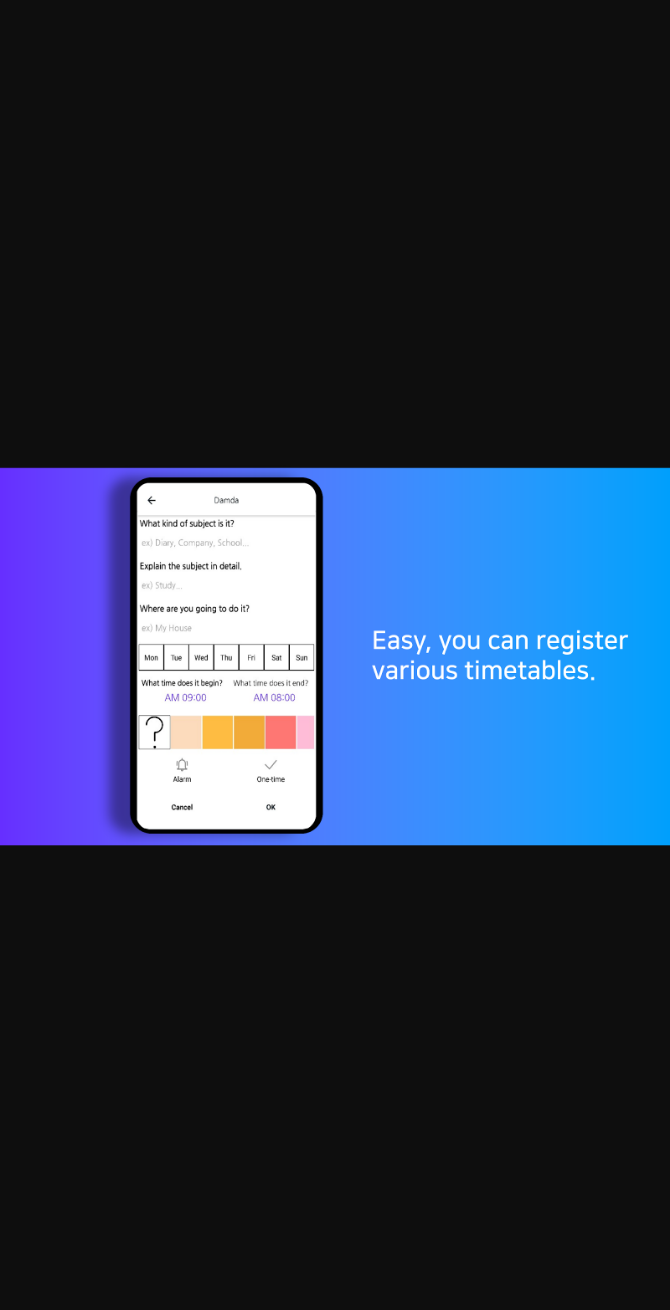 Damda
What kind of subject is it?
ex) Diary, Company, School...
Explain the subject in detail.
ex) Study...
Where are you going to do it?
ex) My House
Mon Tue Wed Thu Fri Sat Sun
What time does it begin? What time does it end?
AM 09:00 AM 08:00
?
Alarm One-time
Cancel OK
Easy, you can register
various timetables.